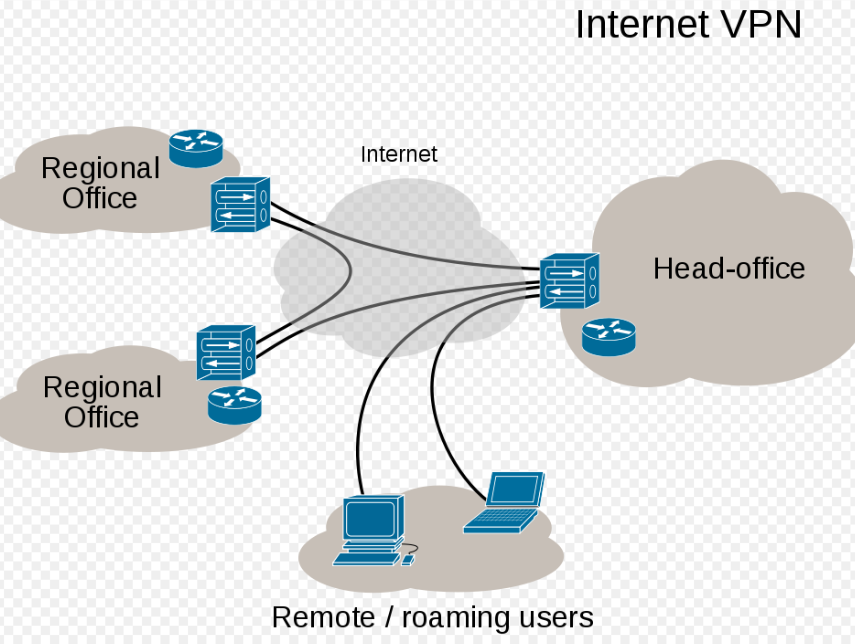 Internet VPN
Internet
Regional
Office
Head-office
Regional
Office
Remote / roaming users